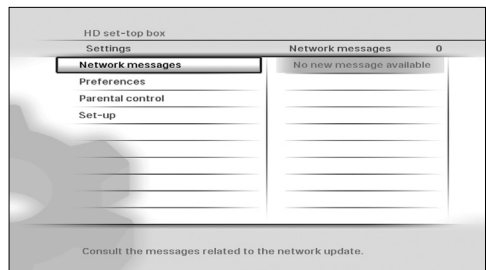 HD set-top box
Settings
Network messages 0
Network messages
No new message available
Preferences
Parental control
Set-up
Consult the messages related to the network update.